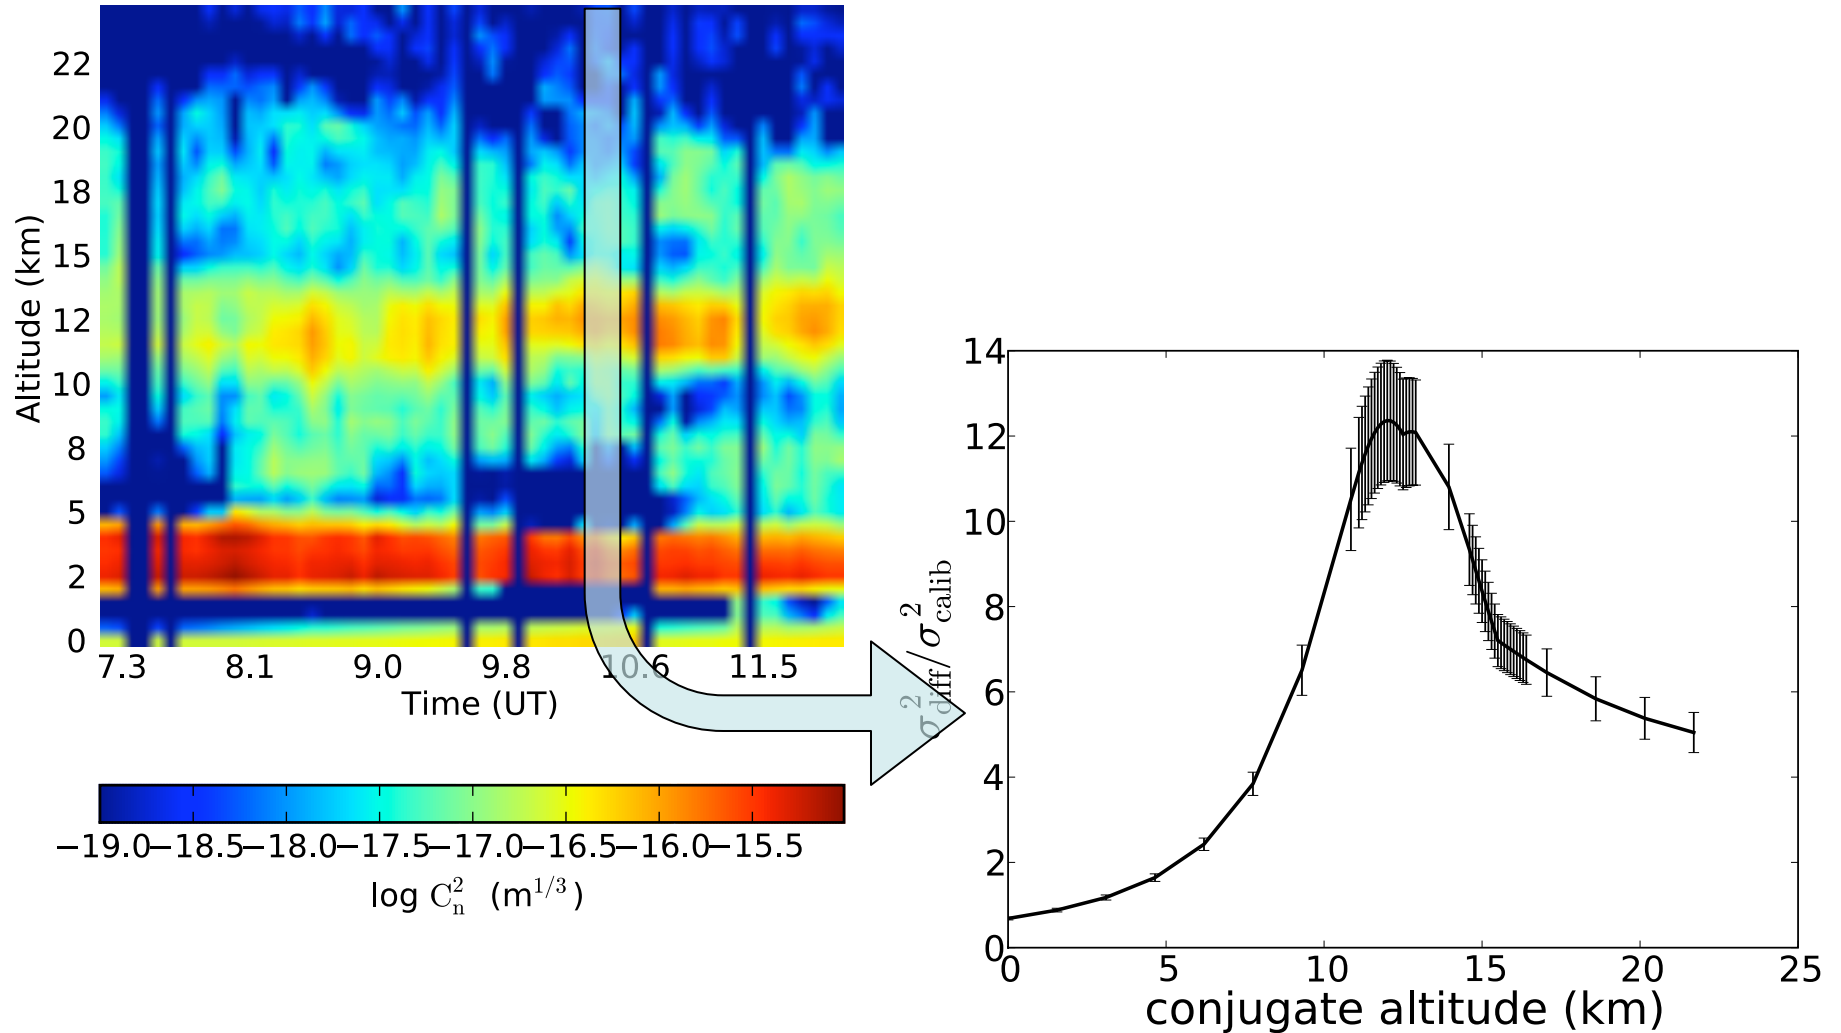 22
20
18
15
12
10
8
5
2
0
Altitude (km)
7.3 8.1 9.0 9.8 10.6 11.5
Time (UT)
−19.0 −18.5 −18.0 −17.5 −17.0 −16.5 −16.0 −15.5
log C²ₙ (m^{1/3})
14
12
10
8
6
4
2
0
σ²diff/σ²calib
0 5 10 15 20 25
conjugate altitude (km)